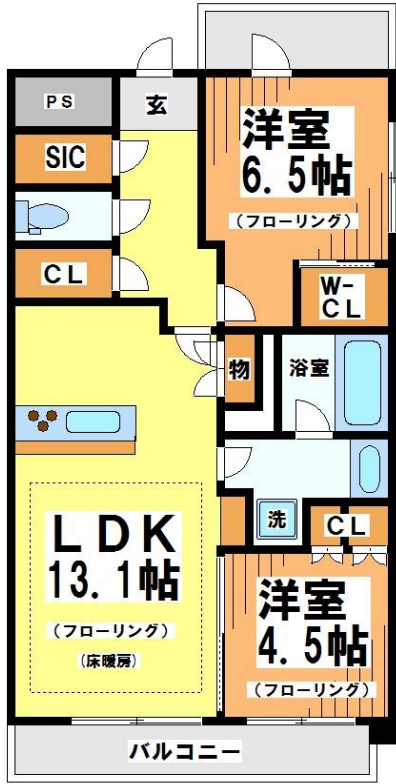 PS
玄
洋室
6.5帖
(フローリング)
SIC
CL
W-
CL
物
浴室
洗
CL
LDK
13.1帖
(フローリング)
(床暖房)
洋室
4.5帖
(フローリング)
バルコニー